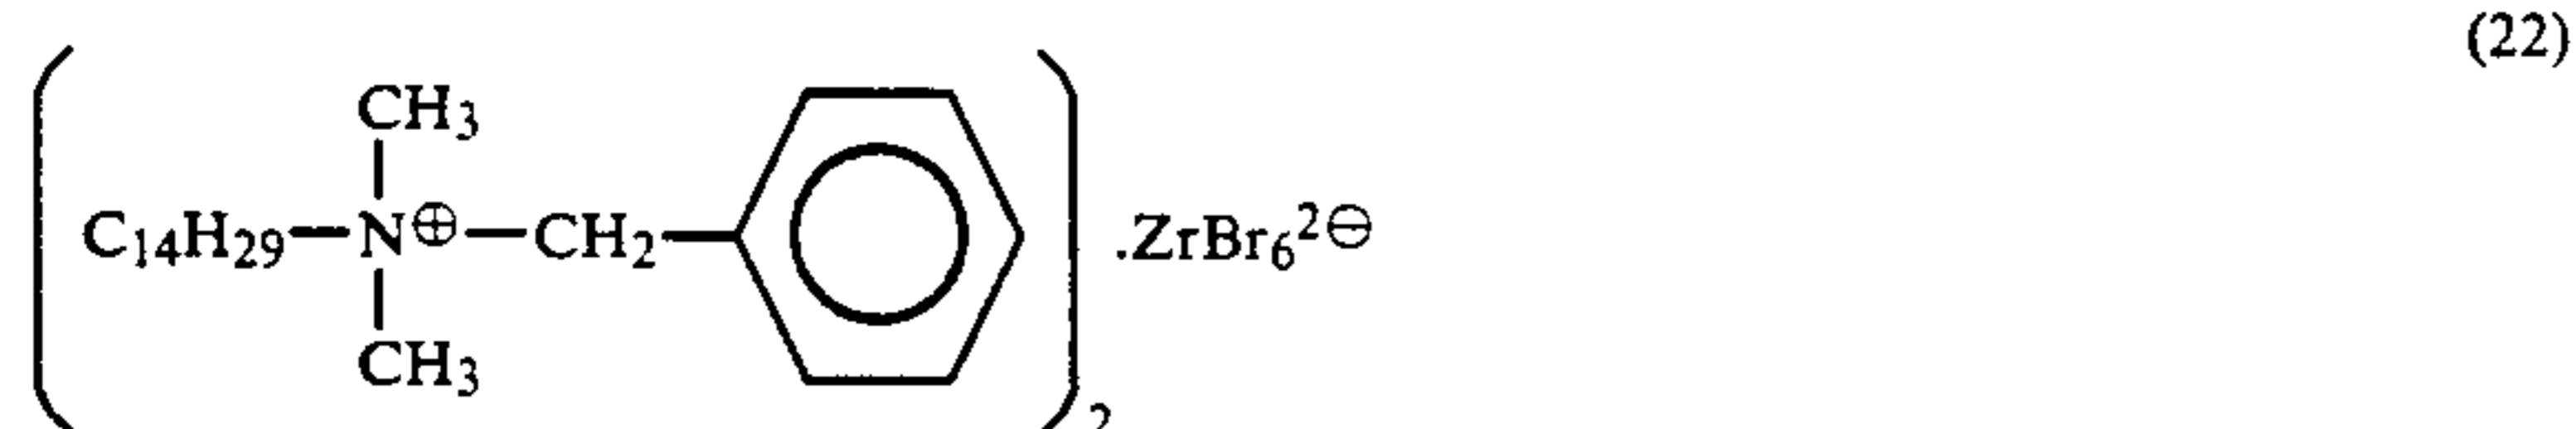 (22)
CH₃
C₁₄H₂₉—N⊕—CH₂
.ZrBr₆²⊖
CH₃
2